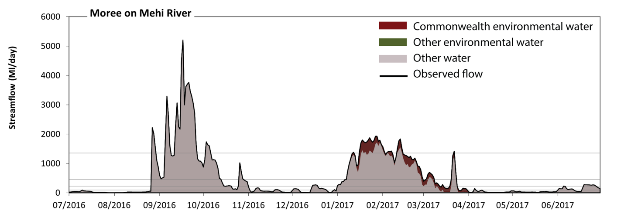 Moree on Mehi River
Commonwealth environmental water
Other environmental water
Other water
Observed flow
Streamflow (Ml/day)
6000
5000
4000
3000
2000
1000
0
07/2016 08/2016 09/2016 10/2016 11/2016 12/2016 01/2017 02/2017 03/2017 04/2017 05/2017 06/2017